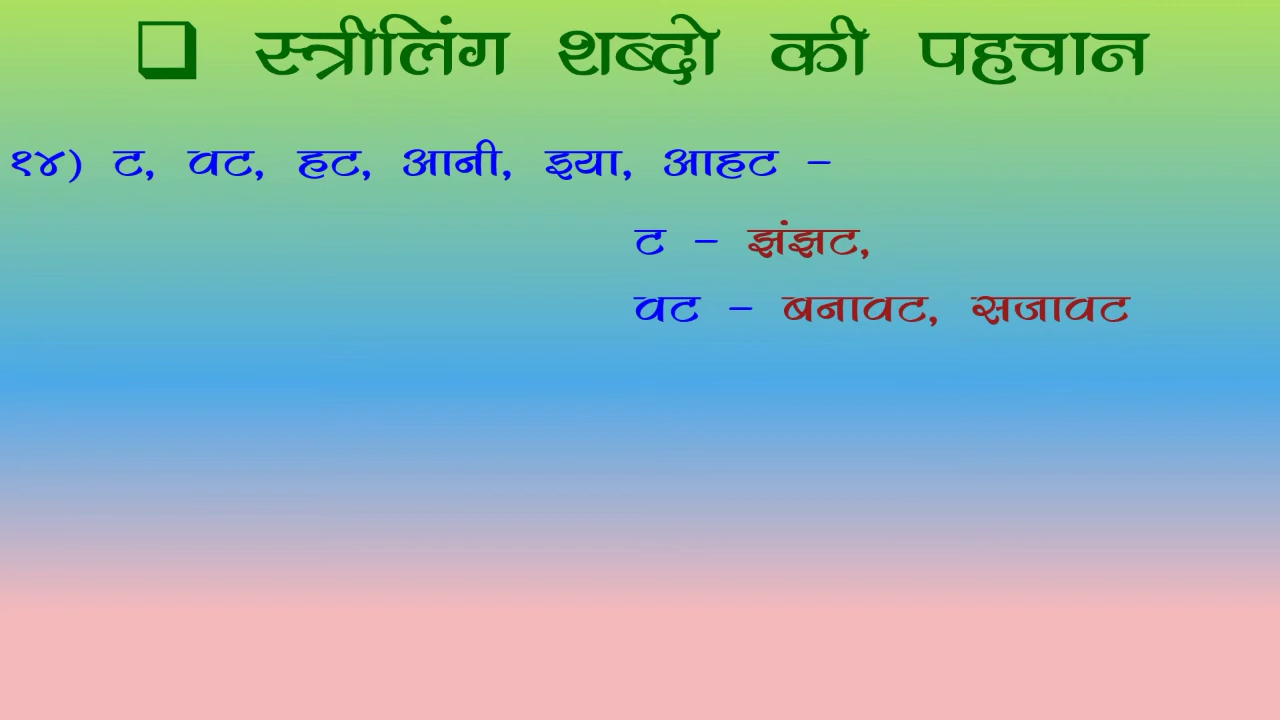 ❑ स्त्रीलिंग शब्दो की पहचान
१४) ट, वट, हट, आनी, इया, आहट –
ट – झंझट,
वट – बनावट, सजावट